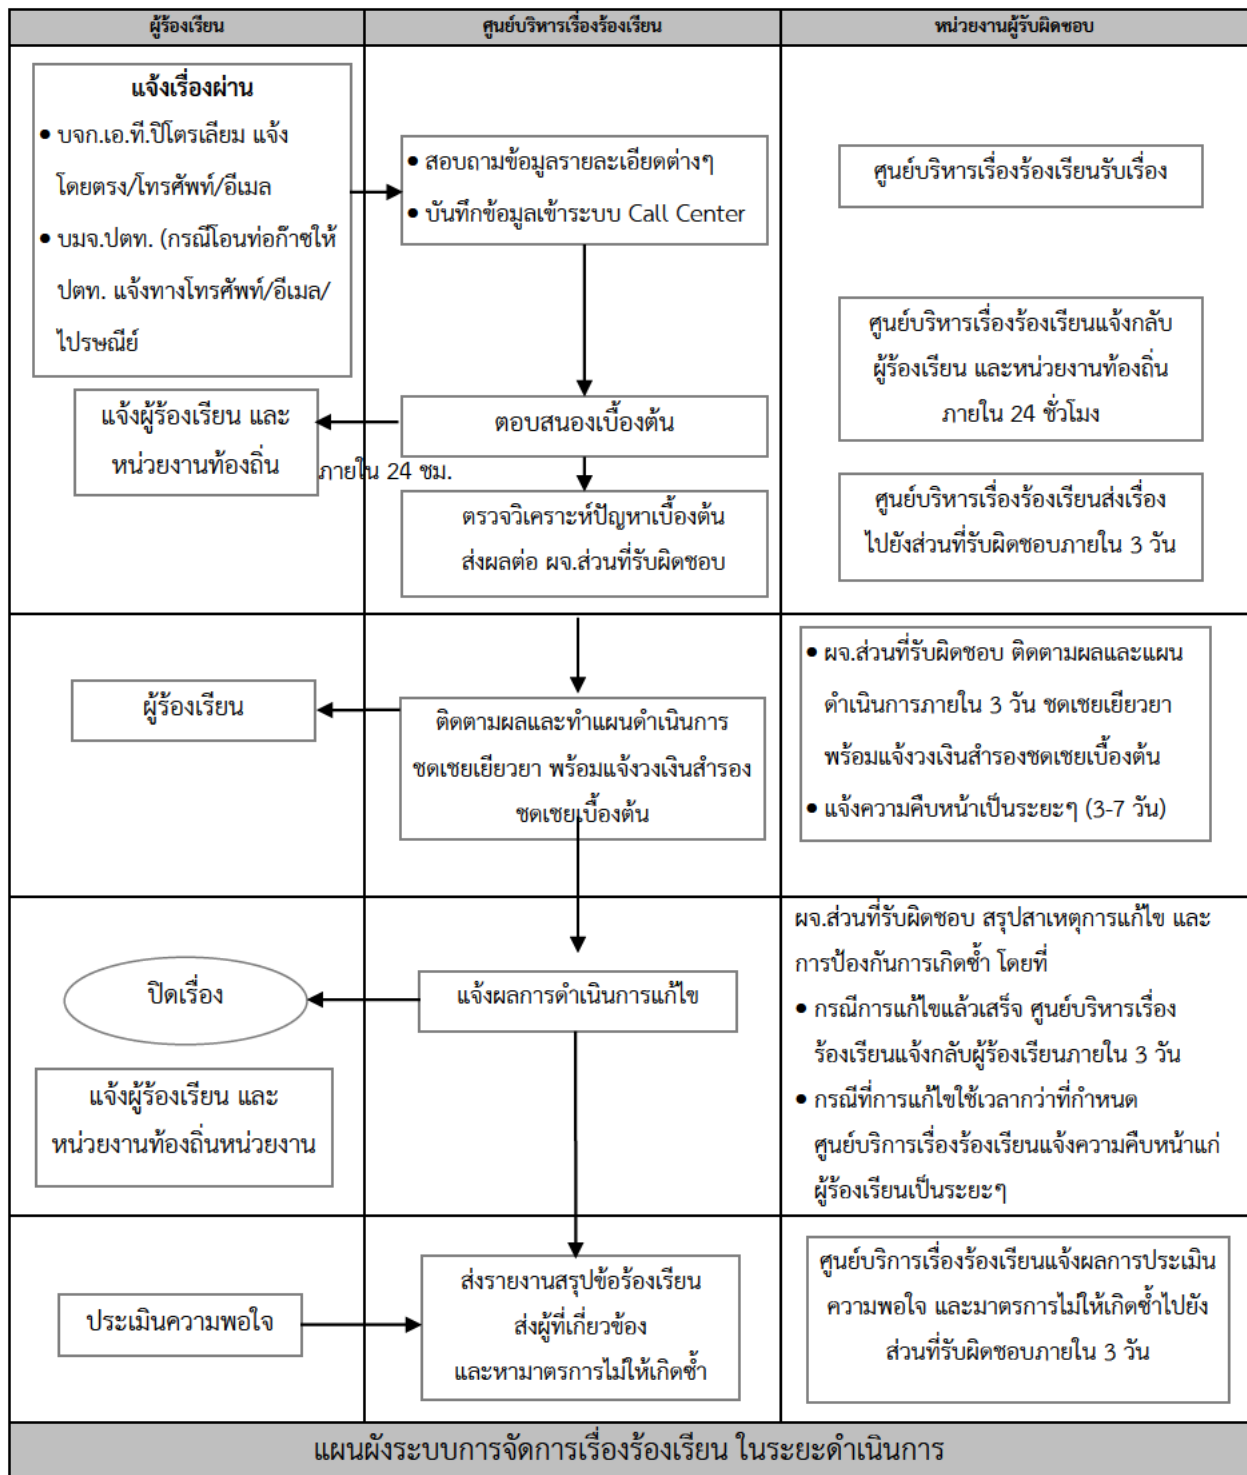 ผู้ร้องเรียน
ศูนย์บริหารเรื่องร้องเรียน
หน่วยงานผู้รับผิดชอบ
แจ้งเรื่องผ่าน
● บจก.เอ.ที.ปิโตรเลียม แจ้ง
โดยตรง/โทรศัพท์/อีเมล
● บมจ.ปตท. (กรณีโอนท่อก๊าซให้
ปตท. แจ้งทางโทรศัพท์/อีเมล/
ไปรษณีย์
● สอบถามข้อมูลรายละเอียดต่างๆ
● บันทึกข้อมูลเข้าระบบ Call Center
ศูนย์บริหารเรื่องร้องเรียนรับเรื่อง
ศูนย์บริหารเรื่องร้องเรียนแจ้งกลับ
ผู้ร้องเรียน และหน่วยงานท้องถิ่น
ภายใน 24 ชั่วโมง
แจ้งผู้ร้องเรียน และ
หน่วยงานท้องถิ่น
ตอบสนองเบื้องต้น
ภายใน 24 ชม.
ตรวจวิเคราะห์ปัญหาเบื้องต้น
ส่งผลต่อ ผจ.ส่วนที่รับผิดชอบ
ศูนย์บริหารเรื่องร้องเรียนส่งเรื่อง
ไปยังส่วนที่รับผิดชอบภายใน 3 วัน
ผู้ร้องเรียน
ติดตามผลและทำแผนดำเนินการ
ชดเชยเยียวยา พร้อมแจ้งวงเงินสำรอง
ชดเชยเบื้องต้น
● ผจ.ส่วนที่รับผิดชอบ ติดตามผลและแผน
ดำเนินการภายใน 3 วัน ชดเชยเยียวยา
พร้อมแจ้งวงเงินสำรองชดเชยเบื้องต้น
● แจ้งความคืบหน้าเป็นระยะๆ (3-7 วัน)
ปิดเรื่อง
แจ้งผู้ร้องเรียน และ
หน่วยงานท้องถิ่นหน่วยงาน
แจ้งผลการดำเนินการแก้ไข
ผจ.ส่วนที่รับผิดชอบ สรุปสาเหตุการแก้ไข และ
การป้องกันการเกิดซ้ำ โดยที่
● กรณีการแก้ไขแล้วเสร็จ ศูนย์บริหารเรื่อง
ร้องเรียนแจ้งกลับผู้ร้องเรียนภายใน 3 วัน
● กรณีที่การแก้ไขใช้เวลากว่าที่กำหนด
ศูนย์บริการเรื่องร้องเรียนแจ้งความคืบหน้าแก่
ผู้ร้องเรียนเป็นระยะๆ
ประเมินความพอใจ
ส่งรายงานสรุปข้อร้องเรียน
ส่งผู้ที่เกี่ยวข้อง
และหามาตรการไม่ให้เกิดซ้ำ
ศูนย์บริการเรื่องร้องเรียนแจ้งผลการประเมิน
ความพอใจ และมาตรการไม่ให้เกิดซ้ำไปยัง
ส่วนที่รับผิดชอบภายใน 3 วัน
แผนผังระบบการจัดการเรื่องร้องเรียน ในระยะดำเนินการ